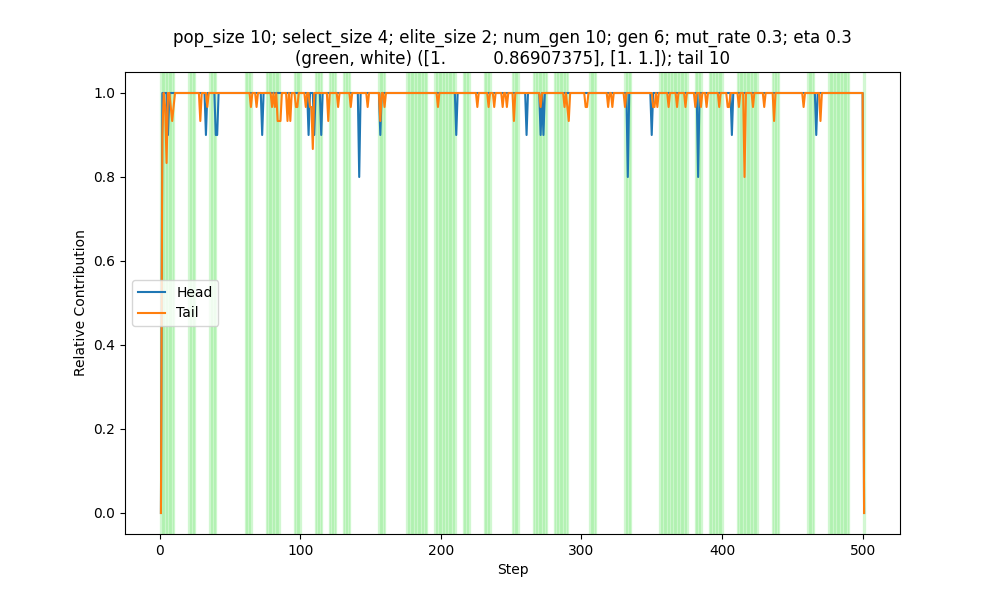 pop_size 10; select_size 4; elite_size 2; num_gen 10; gen 6; mut_rate 0.3; eta 0.3
(green, white) ([1.         0.86907375], [1. 1.]); tail 10
1.0
0.8
0.6
0.4
0.2
0.0
Relative Contribution
Head
Tail
0
100
200
300
400
500
Step